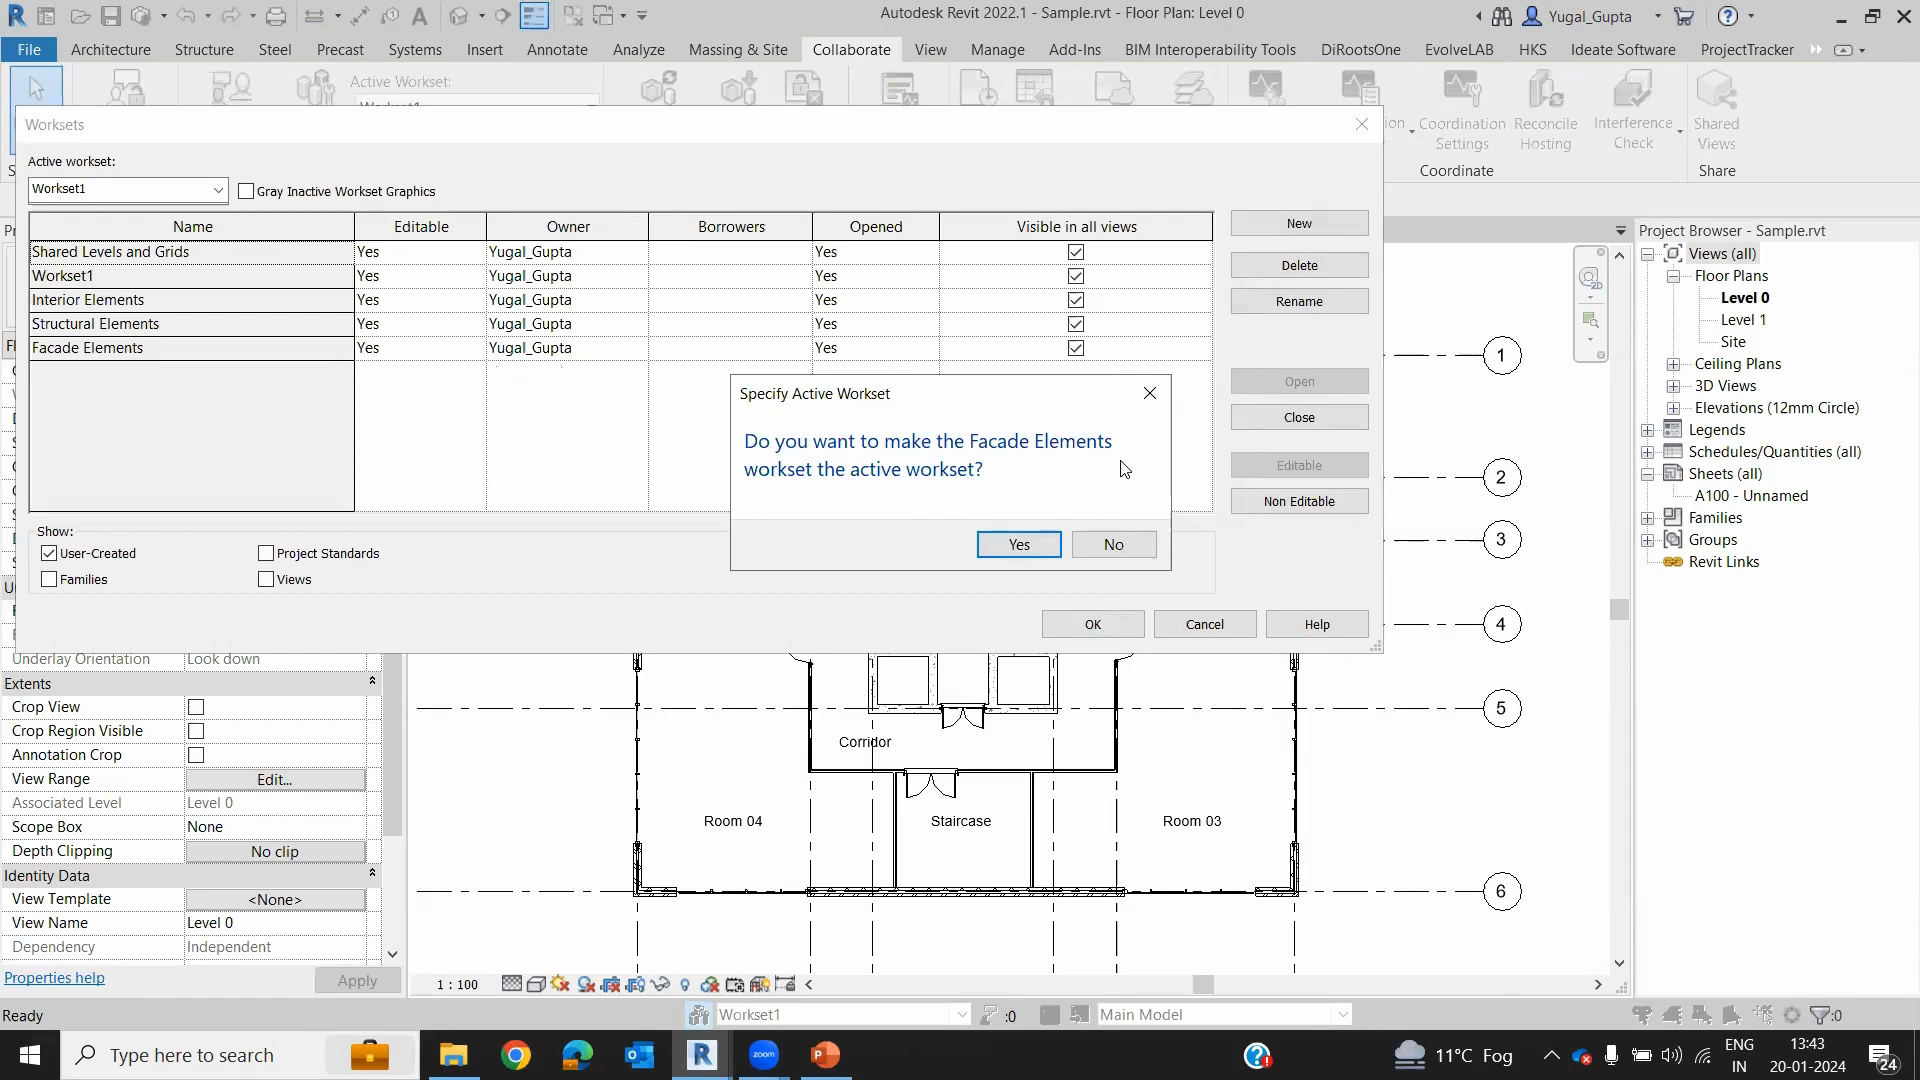 Autodesk Revit 2022.1 - Sample.rvt - Floor Plan: Level 0
Yugal_Gupta
File Architecture Structure Steel Precast Systems Insert Annotate Analyze Massing & Site Collaborate View Manage Add-Ins BIM Interoperability Tools DiRootsOne EvolveLAB HKS Ideate Software ProjectTracker
Active Workset:
Coordination Settings
Reconcile Hosting
Interference Check
Shared Views
Coordinate
Share
Worksets
Active workset:
Workset1
Gray Inactive Workset Graphics
Name Editable Owner Borrowers Opened Visible in all views
Shared Levels and Grids Yes Yugal_Gupta Yes
Workset1 Yes Yugal_Gupta Yes
Interior Elements Yes Yugal_Gupta Yes
Structural Elements Yes Yugal_Gupta Yes
Facade Elements Yes Yugal_Gupta Yes
New
Delete
Rename
Open
Close
Editable
Non Editable
Specify Active Workset
Do you want to make the Facade Elements
workset the active workset?
Yes No
Show:
User-Created Project Standards
Families Views
OK Cancel Help
Project Browser - Sample.rvt
Views (all)
Floor Plans
Level 0
Level 1
Site
Ceiling Plans
3D Views
Elevations (12mm Circle)
Legends
Schedules/Quantities (all)
Sheets (all)
A100 - Unnamed
Families
Groups
Revit Links
1
2
3
4
5
6
Corridor
Room 04
Staircase
Room 03
Underlay Orientation Look down
Extents
Crop View
Crop Region Visible
Annotation Crop
View Range Edit...
Associated Level Level 0
Scope Box None
Depth Clipping No clip
Identity Data
View Template <None>
View Name Level 0
Dependency Independent
Properties help Apply
1 : 100
Ready
Workset1
:0
Main Model
:0
Type here to search
zoom
11°C Fog
ENG
IN
13:43
20-01-2024
24